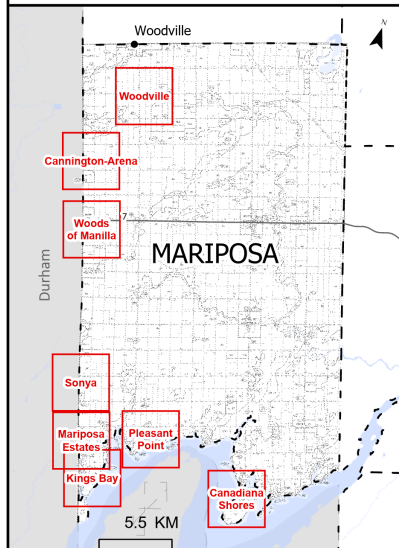 Woodville
N
Woodville
Cannington-Arena
Woods
of Manilla
7
MARIPOSA
Durham
Sonya
Mariposa
Estates
Pleasant
Point
Kings Bay
Canadiana
Shores
5.5 KM